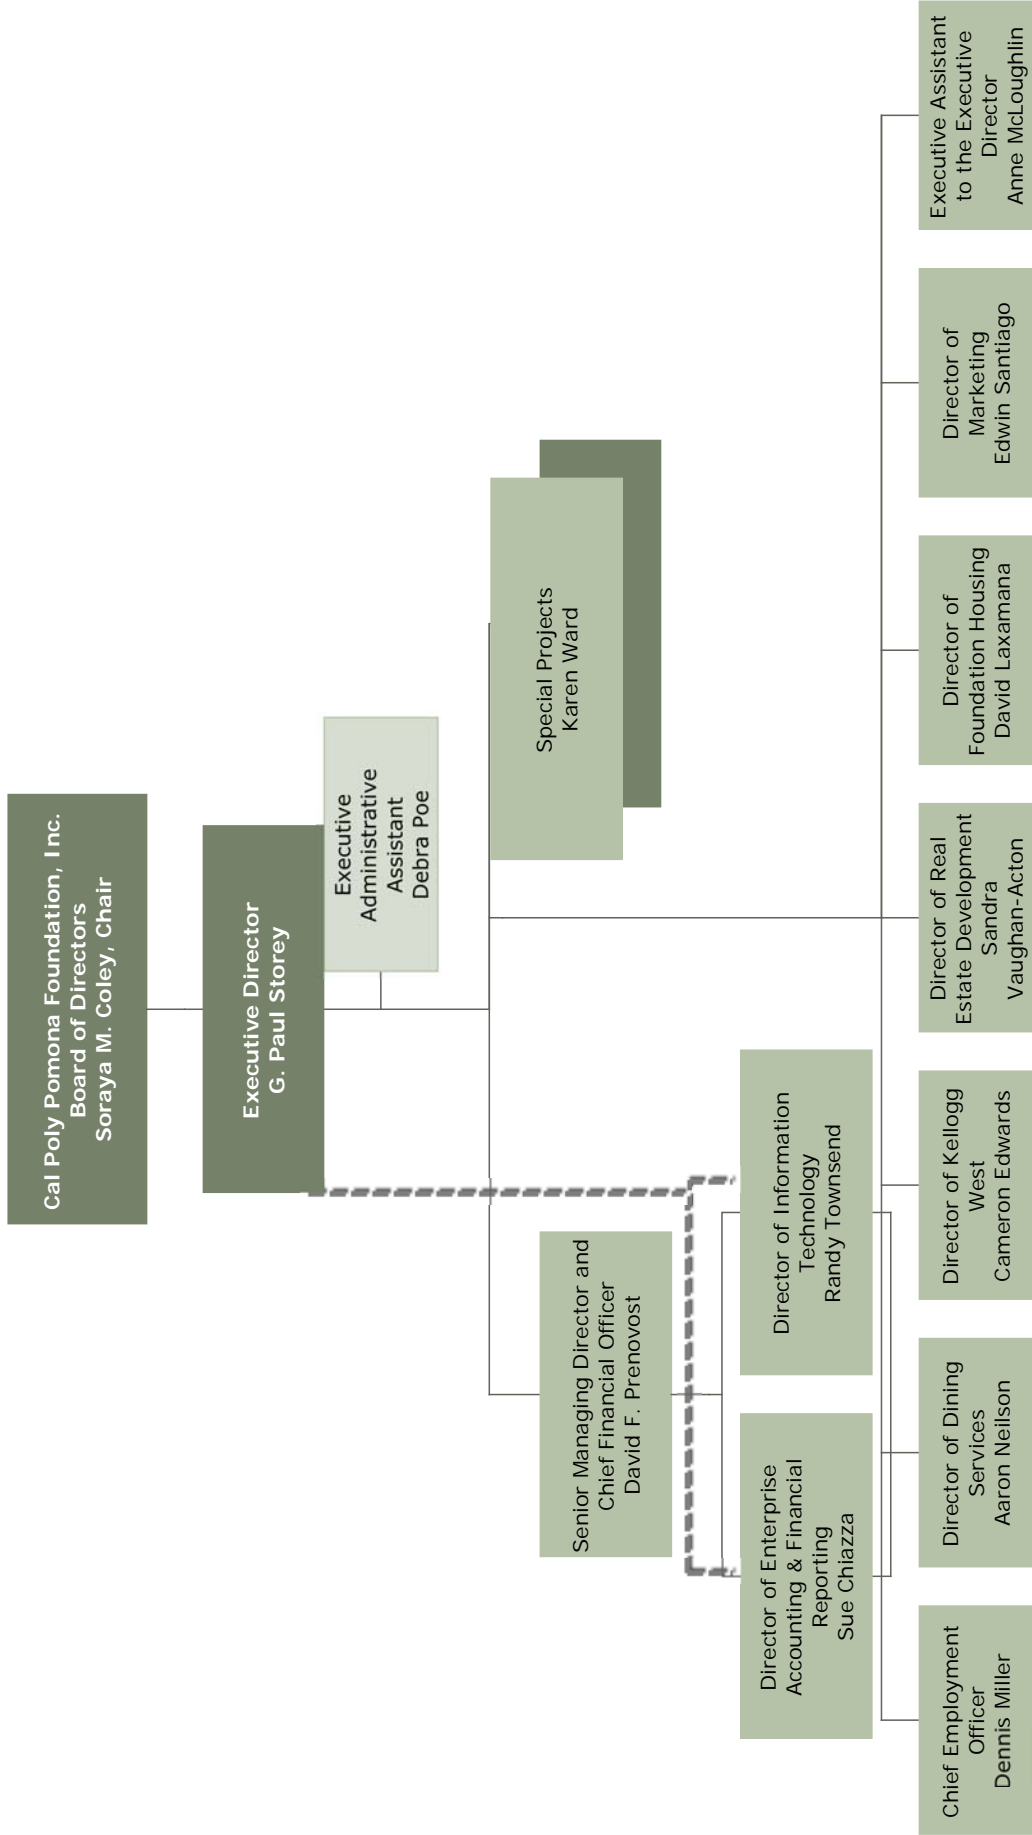 Cal Poly Pomona Foundation, Inc.
Board of Directors
Soraya M. Coley, Chair
Executive Director
G. Paul Storey
Executive
Administrative
Assistant
Debra Poe
Special Projects
Karen Ward
Senior Managing Director and
Chief Financial Officer
David F. Prenovost
Director of Enterprise
Accounting & Financial
Reporting
Sue Chiazza
Director of Information
Technology
Randy Townsend
Chief Employment
Officer
Dennis Miller
Director of Dining
Services
Aaron Neilson
Director of Kellogg
West
Cameron Edwards
Director of Real
Estate Development
Sandra
Vaughan-Acton
Director of
Foundation Housing
David Laxamana
Director of
Marketing
Edwin Santiago
Executive Assistant
to the Executive
Director
Anne McLoughlin